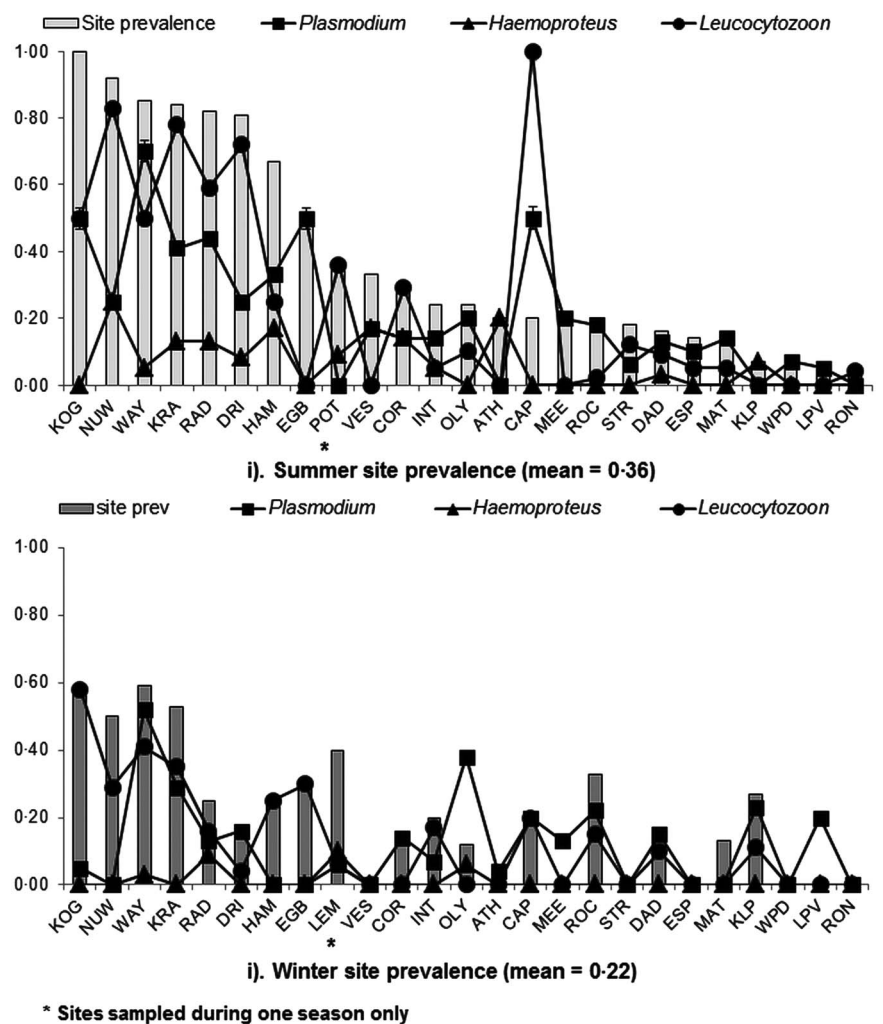 Site prevalence Plasmodium Haemoproteus Leucocytozoon
1·00
0·80
0·60
0·40
0·20
0·00
KOG NUW WAY KRA RAD DRI HAM EGB POT VES COR INT OLY ATH CAP MEE ROC STR DAD ESP MAT KLP WPD LPV RON
*
i). Summer site prevalence (mean = 0·36)
site prev Plasmodium Haemoproteus Leucocytozoon
1·00
0·80
0·60
0·40
0·20
0·00
KOG NUW WAY KRA RAD DRI HAM EGB LEM VES COR INT OLY ATH CAP MEE ROC STR DAD ESP MAT KLP WPD LPV RON
*
i). Winter site prevalence (mean = 0·22)
* Sites sampled during one season only